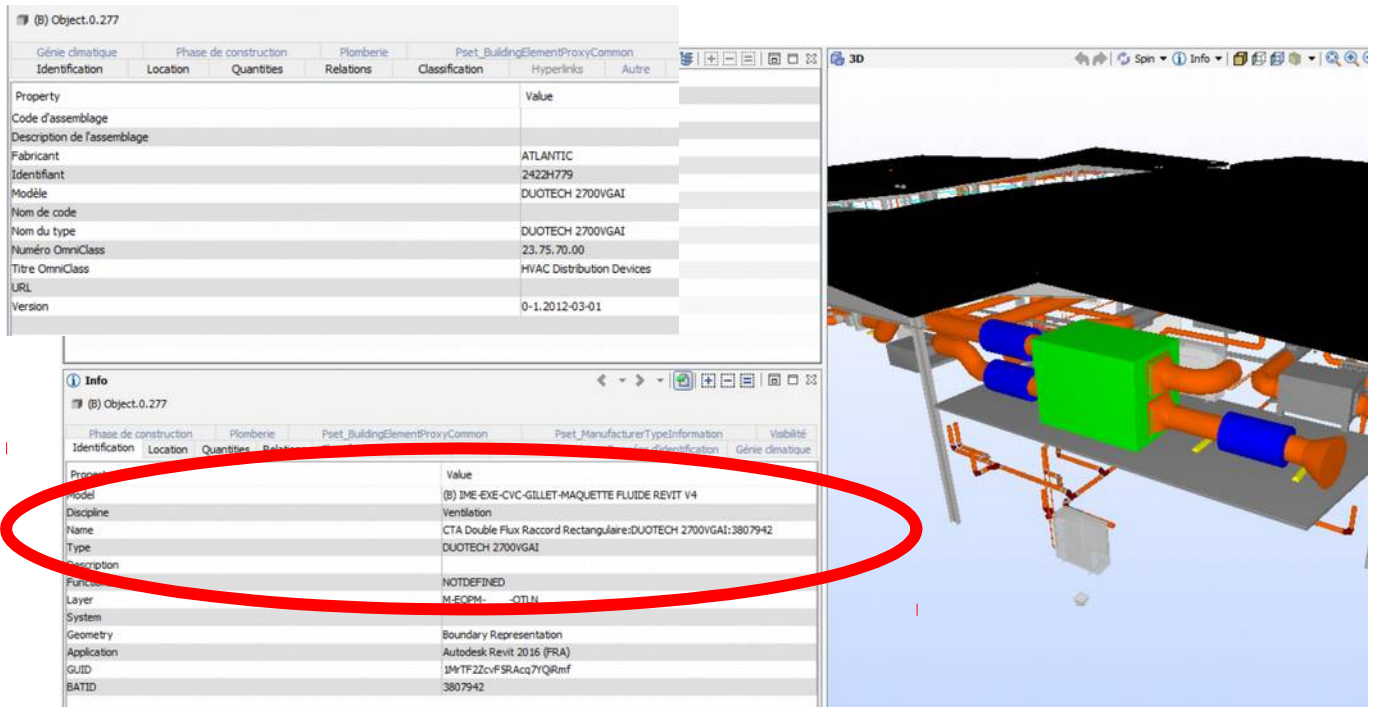 (B) Object.0.277
Génie climatique Phase de construction Plomberie Pset_BuildingElementProxyCommon
Identification Location Quantities Relations Classification Hyperlinks Autre
Property Value
Code d'assemblage
Description de l'assemblage
Fabricant ATLANTIC
Identifiant 2422H779
Modèle DUOTECH 2700VGAI
Nom de code
Nom du type DUOTECH 2700VGAI
Numéro OmniClass 23.75.70.00
Titre OmniClass HVAC Distribution Devices
URL
Version 0-1.2012-03-01
3D Spin Info
Info
(B) Object.0.277
Phase de construction Plomberie Pset_BuildingElementProxyCommon Pset_ManufacturerTypeInformation Visibilité
Identification Location Quantities Relations d'identification Génie climatique
Property Value
Model (B) IME-EXE-CVC-GILLET-MAQUETTE FLUIDE REVIT V4
Discipline Ventilation
Name CTA Double Flux Raccord Rectangulaire:DUOTECH 2700VGAI:3807942
Type DUOTECH 2700VGAI
Description
Function NOTDEFINED
Layer M-EQPM- -OTLN
System
Geometry Boundary Representation
Application Autodesk Revit 2016 (FRA)
GUID
BATID 3807942